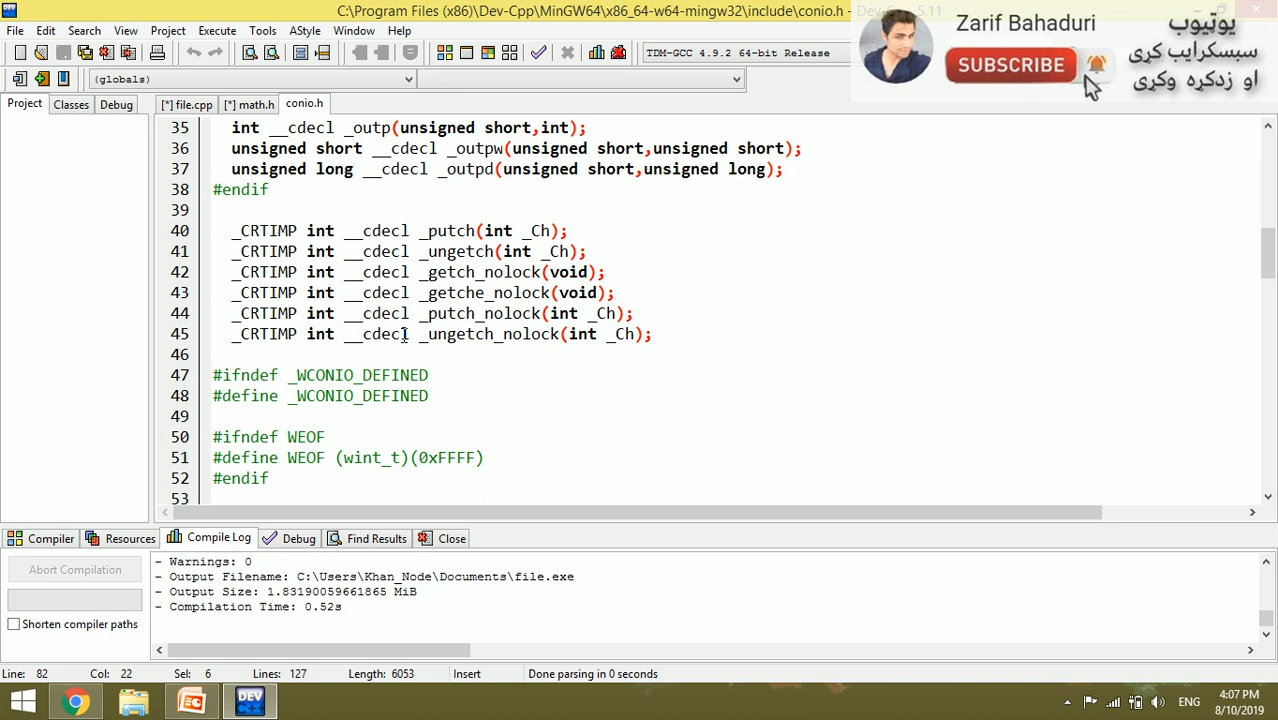 C:\Program Files (x86)\Dev-Cpp\MinGW64\x86_64-w64-mingw32\include\conio.h - Dev-C++ 5.11
Zarif Bahaduri
SUBSCRIBE
یوټیوب
سبسکرایب کړی
او زدکړه وکړی
File Edit Search View Project Execute Tools AStyle Window Help
TDM-GCC 4.9.2 64-bit Release
(globals)
Project Classes Debug
[*] file.cpp [*] math.h conio.h
35 int __cdecl _outp(unsigned short,int);
36 unsigned short __cdecl _outpw(unsigned short,unsigned short);
37 unsigned long __cdecl _outpd(unsigned short,unsigned long);
38 #endif
39
40 _CRTIMP int __cdecl _putch(int _Ch);
41 _CRTIMP int __cdecl _ungetch(int _Ch);
42 _CRTIMP int __cdecl _getch_nolock(void);
43 _CRTIMP int __cdecl _getche_nolock(void);
44 _CRTIMP int __cdecl _putch_nolock(int _Ch);
45 _CRTIMP int __cdecl _ungetch_nolock(int _Ch);
46
47 #ifndef _WCONIO_DEFINED
48 #define _WCONIO_DEFINED
49
50 #ifndef WEOF
51 #define WEOF (wint_t)(0xFFFF)
52 #endif
53
Compiler Resources Compile Log Debug Find Results Close
Abort Compilation
Shorten compiler paths
- Warnings: 0
- Output Filename: C:\Users\Khan_Node\Documents\file.exe
- Output Size: 1.83190059661865 MiB
- Compilation Time: 0.52s
Line: 82 Col: 22 Sel: 6 Lines: 127 Length: 6053 Insert Done parsing in 0 seconds
DEV C++
ENG
4:07 PM
8/10/2019